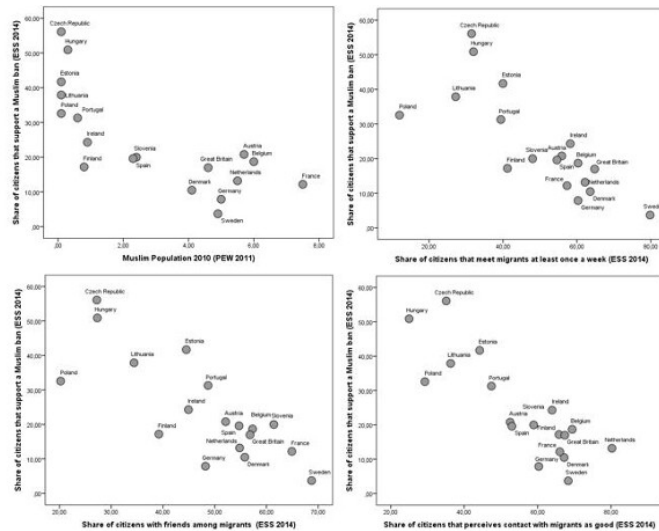 Share of citizens that support a Muslim ban (ESS 2014)
60,00
50,00
40,00
30,00
20,00
10,00
,00
Czech Republic
Hungary
Estonia
Lithuania
Poland
Portugal
Ireland
Finland
Slovenia
Spain
Great Britain
Austria
Belgium
Netherlands
Denmark
Germany
Sweden
France
,00 2,00 4,00 6,00 8,00
Muslim Population 2010 (PEW 2011)
Share of citizens that support a Muslim ban (ESS 2014)
60,00
50,00
40,00
30,00
20,00
10,00
,00
Czech Republic
Hungary
Estonia
Lithuania
Poland
Portugal
Ireland
Slovenia
Austria
Belgium
Finland
Spain
Great Britain
France
Netherlands
Denmark
Germany
Swed
20,00 40,00 60,00 80,00
Share of citizens that meet migrants at least once a week (ESS 2014)
Share of citizens that support a Muslim ban (ESS 2014)
60,00
50,00
40,00
30,00
20,00
10,00
,00
Czech Republic
Hungary
Estonia
Lithuania
Poland
Portugal
Ireland
Austria
Belgium
Slovenia
Finland
Spain
Netherlands
Great Britain
France
Germany
Denmark
Sweden
20,00 30,00 40,00 50,00 60,00 70,00
Share of citizens with friends among migrants (ESS 2014)
Share of citizens that support a Muslim ban (ESS 2014)
60,00
50,00
40,00
30,00
20,00
10,00
,00
Czech Republic
Hungary
Estonia
Lithuania
Poland
Portugal
Ireland
Slovenia
Belgium
Spain
Finland
Great Britain
Netherlands
France
Germany
Denmark
Sweden
20,00 40,00 60,00 80,00
Share of citizens that perceives contact with migrants as good (ESS 2014)